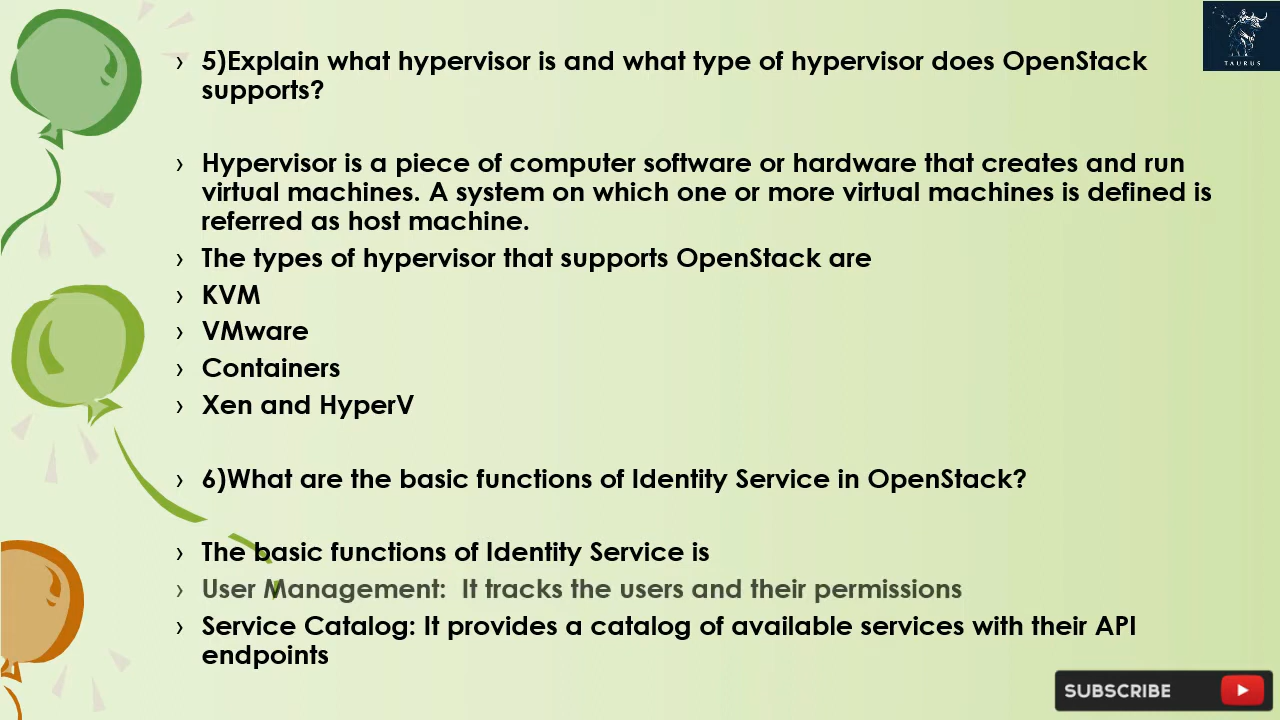 › 5)Explain what hypervisor is and what type of hypervisor does OpenStack
supports?
› Hypervisor is a piece of computer software or hardware that creates and run
virtual machines. A system on which one or more virtual machines is defined is
referred as host machine.
› The types of hypervisor that supports OpenStack are
› KVM
› VMware
› Containers
› Xen and HyperV
› 6)What are the basic functions of Identity Service in OpenStack?
› The basic functions of Identity Service is
› User Management:  It tracks the users and their permissions
› Service Catalog: It provides a catalog of available services with their API
endpoints
TAURUS
SUBSCRIBE